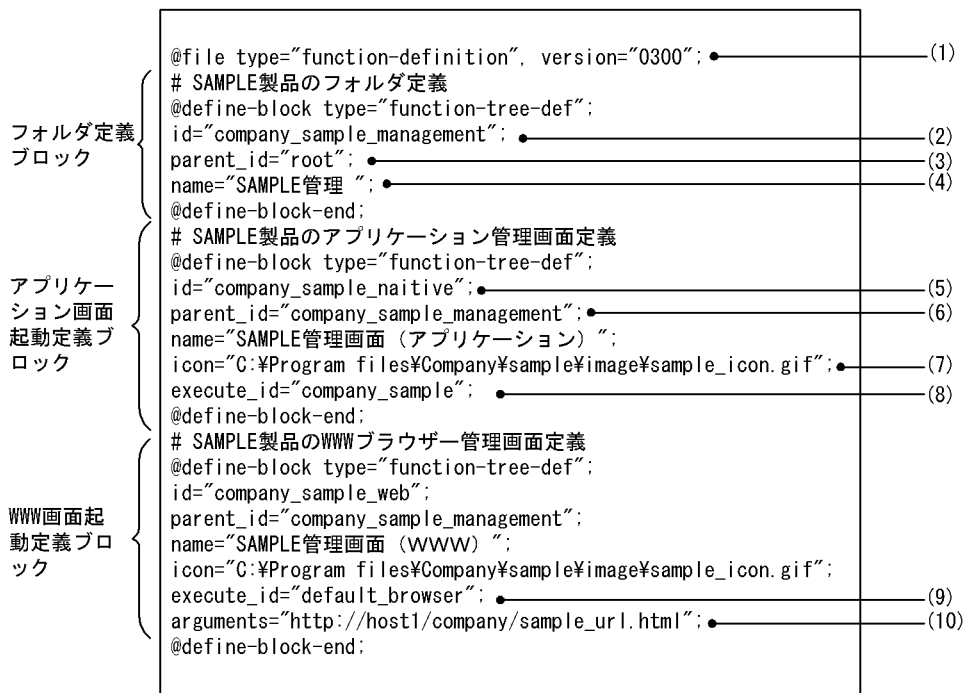 @file type="function-definition", version="0300";
(1)
# SAMPLE製品のフォルダ定義
@define-block type="function-tree-def";
フォルダ定義
ブロック
id="company_sample_management";
(2)
parent_id="root";
(3)
name="SAMPLE管理 ";
(4)
@define-block-end;
# SAMPLE製品のアプリケーション管理画面定義
@define-block type="function-tree-def";
アプリケー
ション画面
起動定義ブ
ロック
id="company_sample_naitive";
(5)
parent_id="company_sample_management";
(6)
name="SAMPLE管理画面（アプリケーション）";
icon="C:¥Program files¥Company¥sample¥image¥sample_icon.gif";
(7)
execute_id="company_sample";
(8)
@define-block-end;
# SAMPLE製品のWWWブラウザー管理画面定義
@define-block type="function-tree-def";
id="company_sample_web";
WWW画面起
動定義ブロ
ック
parent_id="company_sample_management";
name="SAMPLE管理画面（WWW）";
icon="C:¥Program files¥Company¥sample¥image¥sample_icon.gif";
execute_id="default_browser";
(9)
arguments="http://host1/company/sample_url.html";
(10)
@define-block-end;